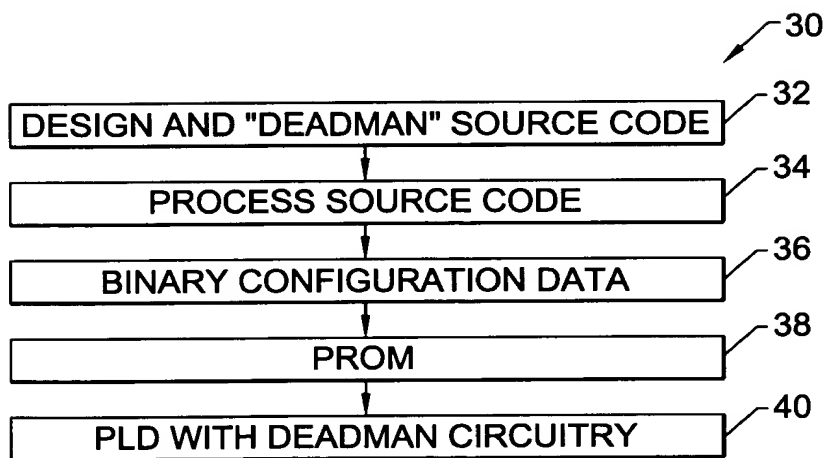 30
32
DESIGN AND "DEADMAN" SOURCE CODE
34
PROCESS SOURCE CODE
36
BINARY CONFIGURATION DATA
38
PROM
40
PLD WITH DEADMAN CIRCUITRY